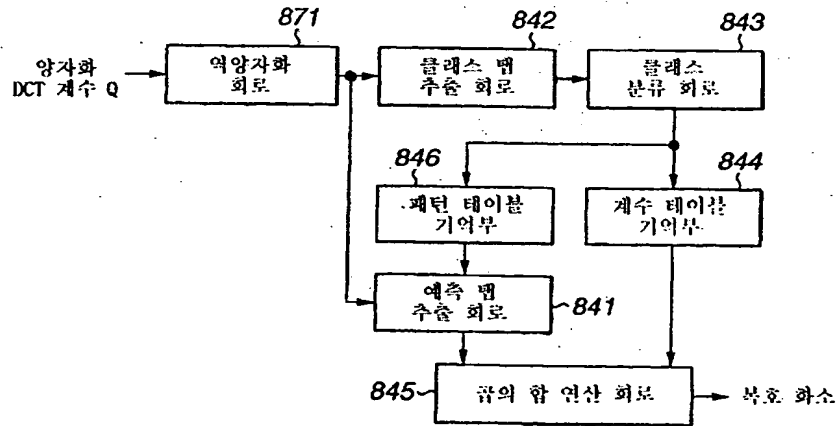 871
842
843
양자화
DCT 계수 Q
역양자화
회로
클래스 탭
추출 회로
클래스
분류 회로
846
844
패턴 테이블
기억부
계수 테이블
기억부
예측 탭
추출 회로
841
845
곱의 합 연산 회로
복호 화소